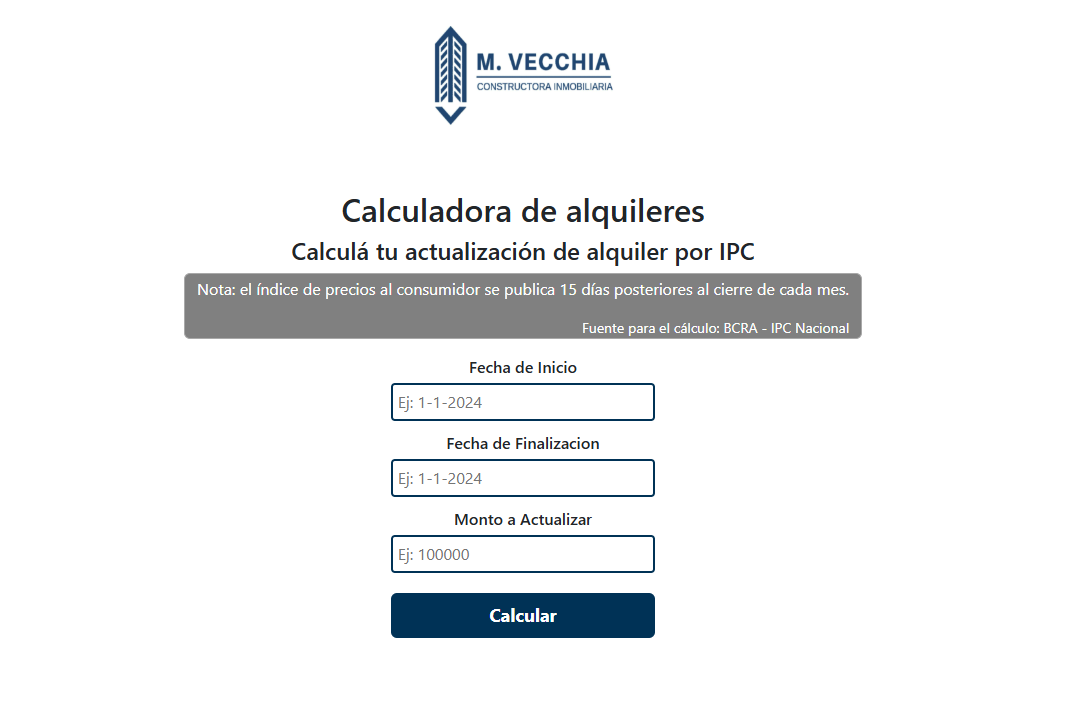 M. VECCHIA
CONSTRUCTORA INMOBILIARIA
Calculadora de alquileres
Calculá tu actualización de alquiler por IPC
Nota: el índice de precios al consumidor se publica 15 días posteriores al cierre de cada mes.
Fuente para el cálculo: BCRA - IPC Nacional
Fecha de Inicio
Ej: 1-1-2024
Fecha de Finalizacion
Ej: 1-1-2024
Monto a Actualizar
Ej: 100000
Calcular